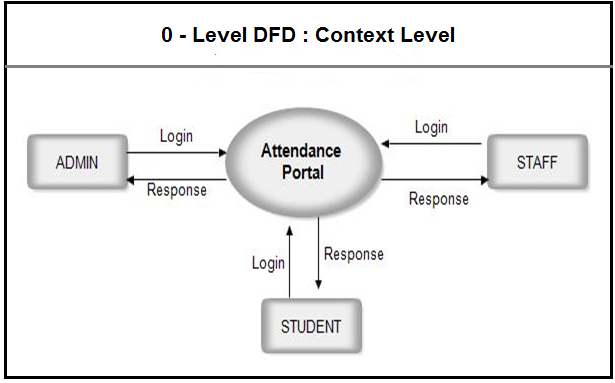 0 - Level DFD : Context Level
Login
Login
ADMIN
Attendance
Portal
STAFF
Response
Response
Login
Response
STUDENT